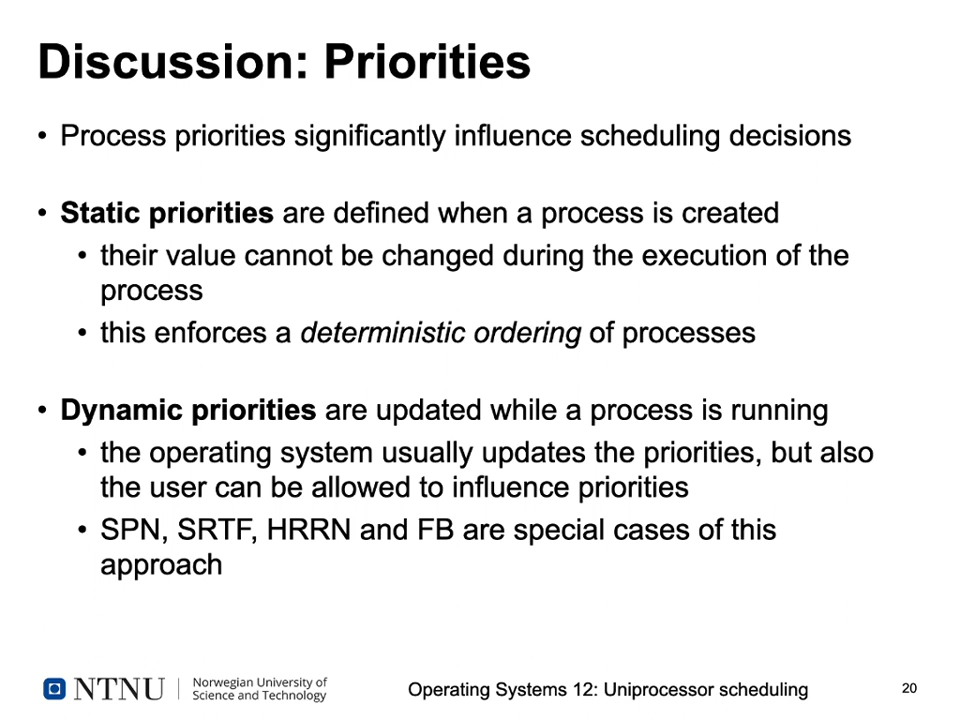 Discussion: Priorities
• Process priorities significantly influence scheduling decisions
• Static priorities are defined when a process is created
• their value cannot be changed during the execution of the
process
• this enforces a deterministic ordering of processes
• Dynamic priorities are updated while a process is running
• the operating system usually updates the priorities, but also
the user can be allowed to influence priorities
• SPN, SRTF, HRRN and FB are special cases of this
approach
NTNU
Norwegian University of
Science and Technology
Operating Systems 12: Uniprocessor scheduling
20